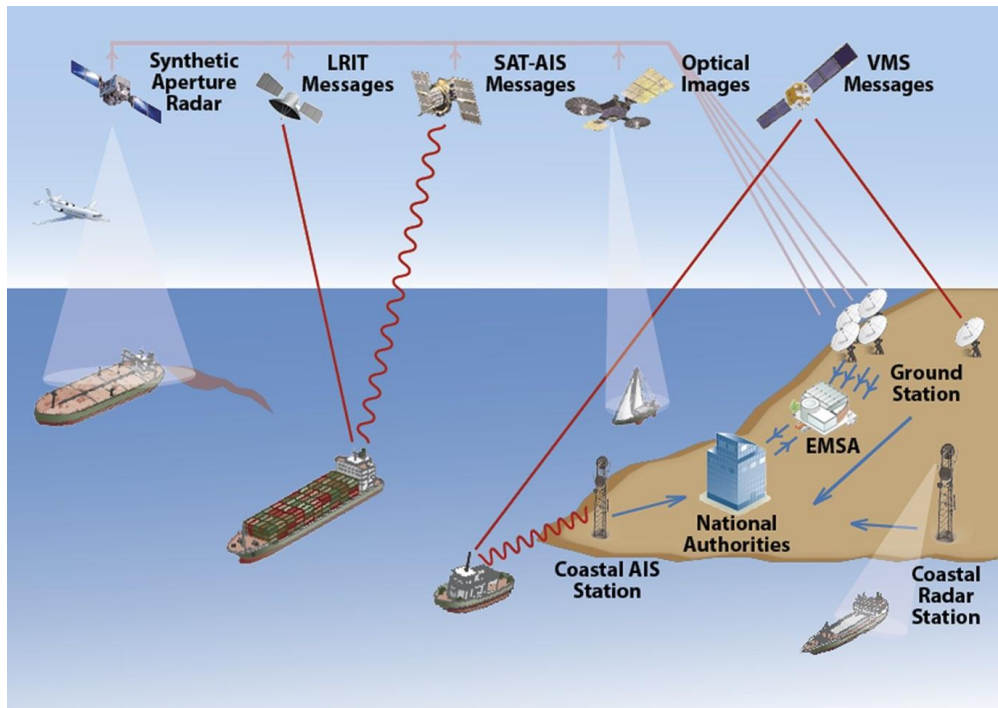 Synthetic
Aperture
Radar
LRIT
Messages
SAT-AIS
Messages
Optical
Images
VMS
Messages
Ground
Station
EMSA
National
Authorities
Coastal AIS
Station
Coastal
Radar
Station